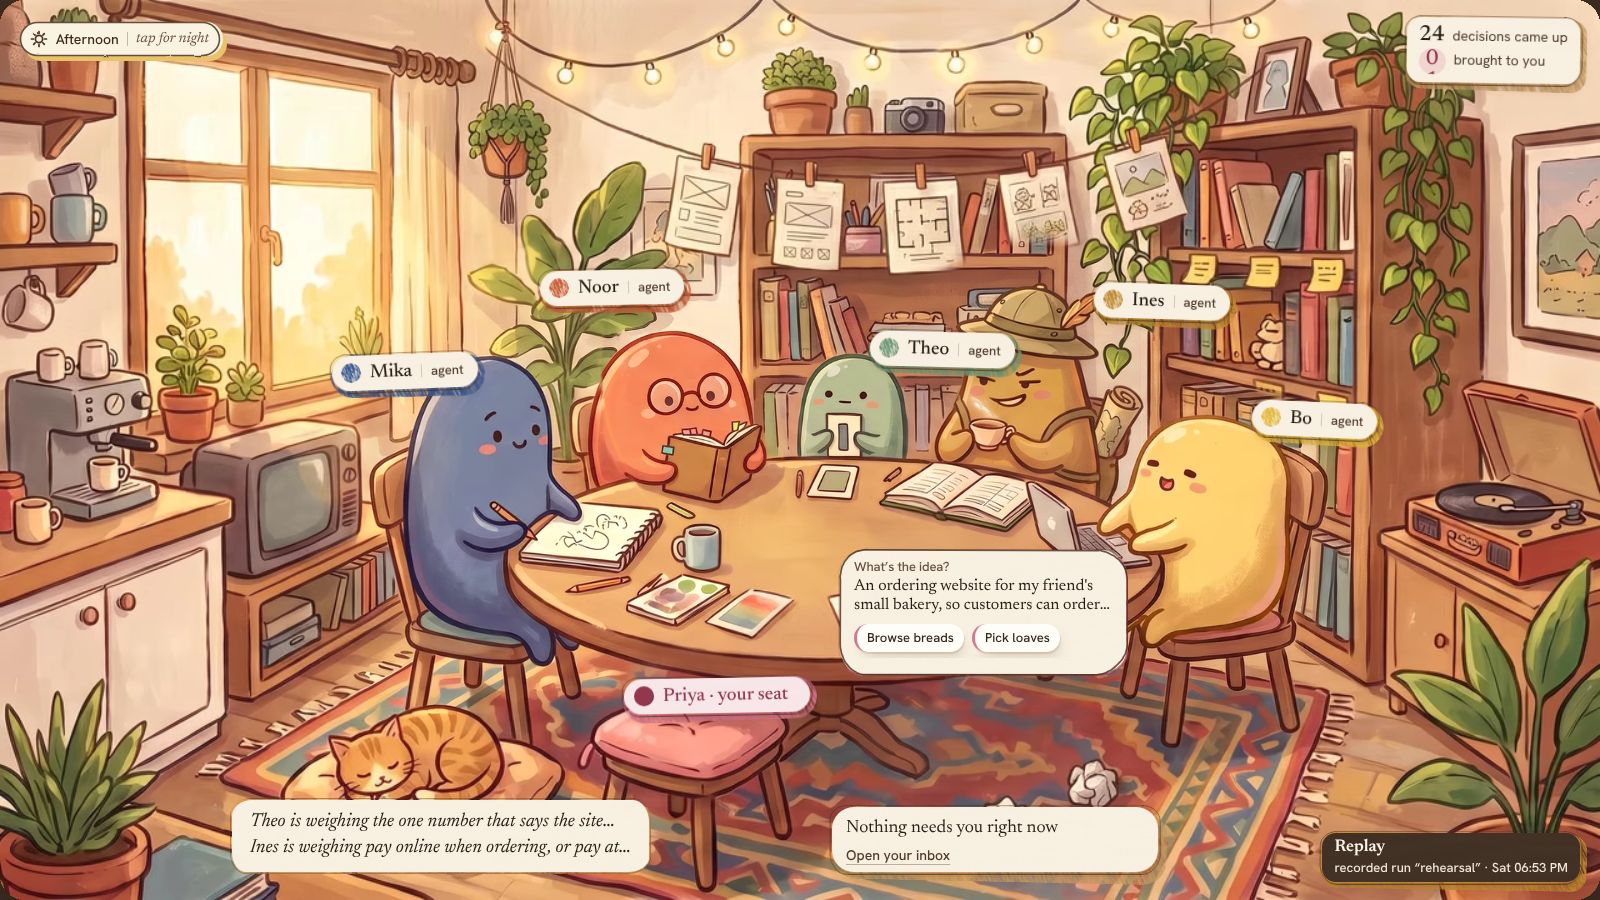 Afternoon tap for night
24 decisions came up
0 brought to you
Noor agent
Ines agent
Theo agent
Mika agent
Bo agent
What's the idea?
An ordering website for my friend's
small bakery, so customers can order...
Browse breads Pick loaves
Priya · your seat
Theo is weighing the one number that says the site...
Ines is weighing pay online when ordering, or pay at...
Nothing needs you right now
Open your inbox
Replay
recorded run “rehearsal” · Sat 06:53 PM